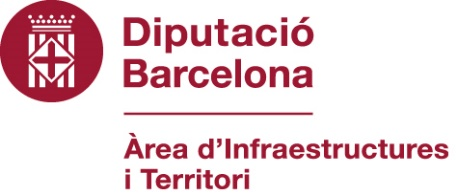 Diputació
Barcelona
Àrea d'Infraestructures
i Territori